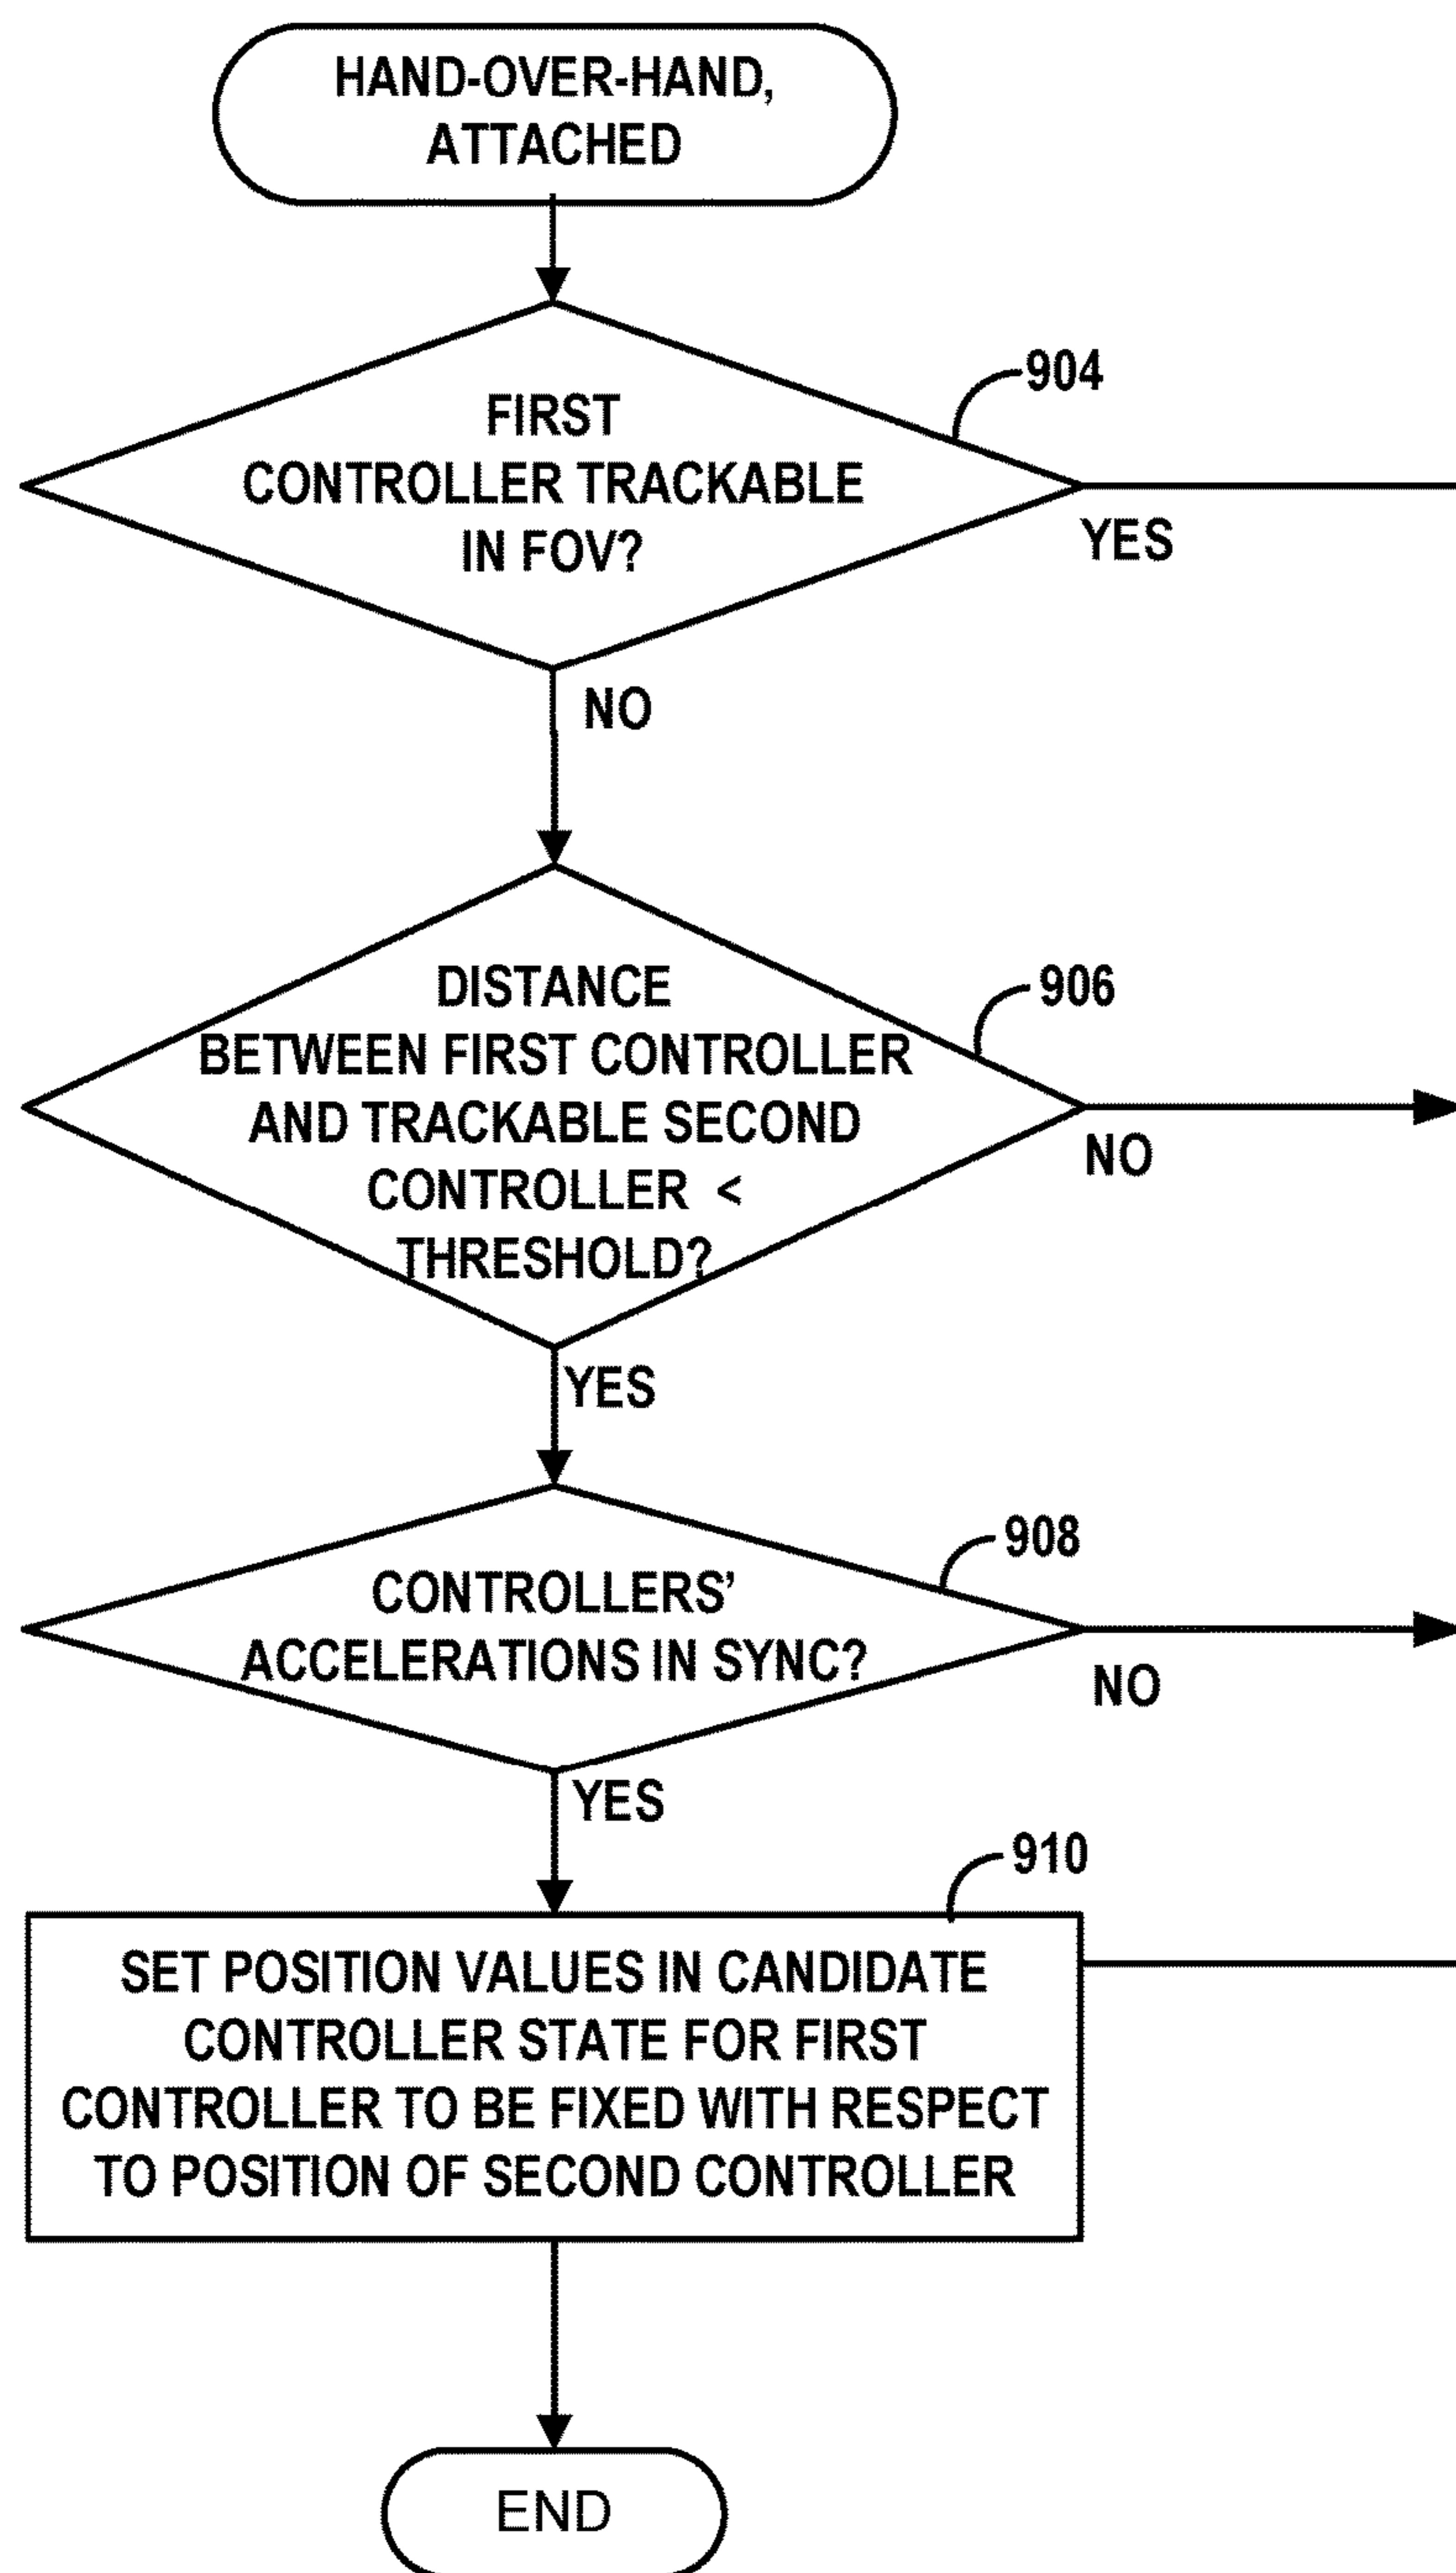 HAND-OVER-HAND,
ATTACHED
904
FIRST
CONTROLLER TRACKABLE
IN FOV?
YES
NO
906
DISTANCE
BETWEEN FIRST CONTROLLER
AND TRACKABLE SECOND
CONTROLLER <
THRESHOLD?
NO
YES
908
CONTROLLERS’
ACCELERATIONS IN SYNC?
NO
YES
910
SET POSITION VALUES IN CANDIDATE
CONTROLLER STATE FOR FIRST
CONTROLLER TO BE FIXED WITH RESPECT
TO POSITION OF SECOND CONTROLLER
END